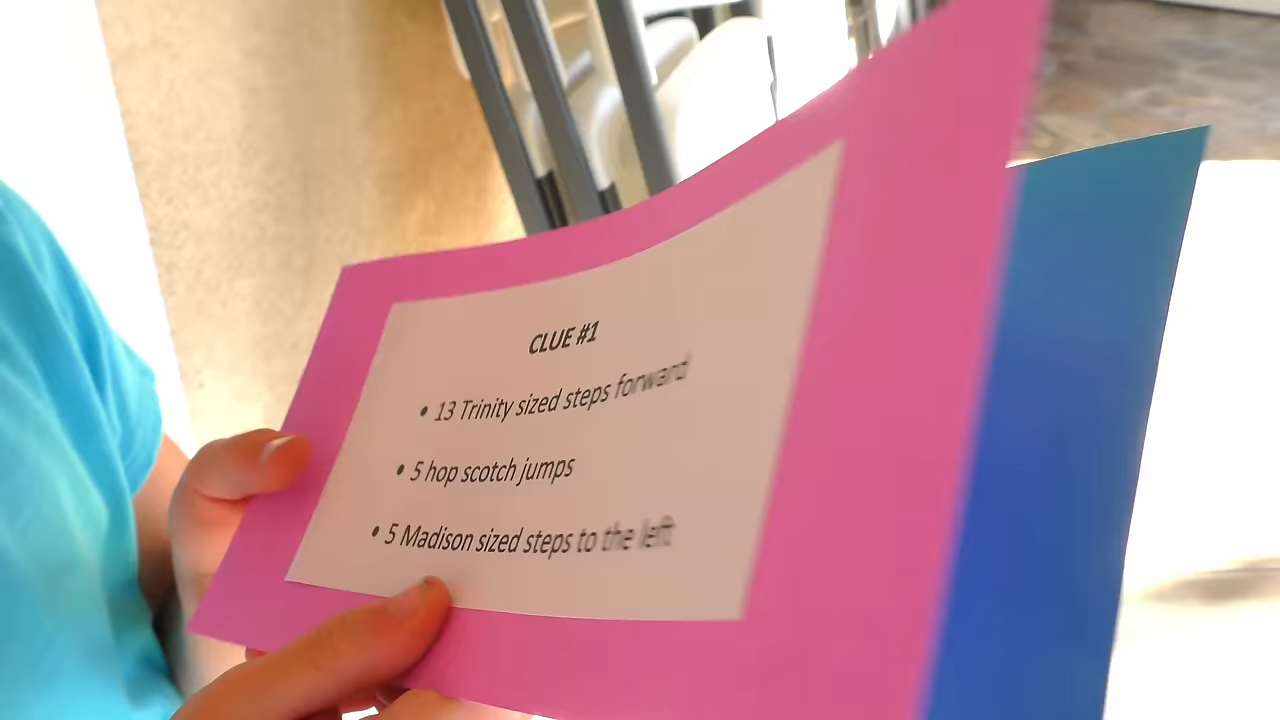 CLUE #1
• 13 Trinity sized steps forward
• 5 hop scotch jumps
• 5 Madison sized steps to the left